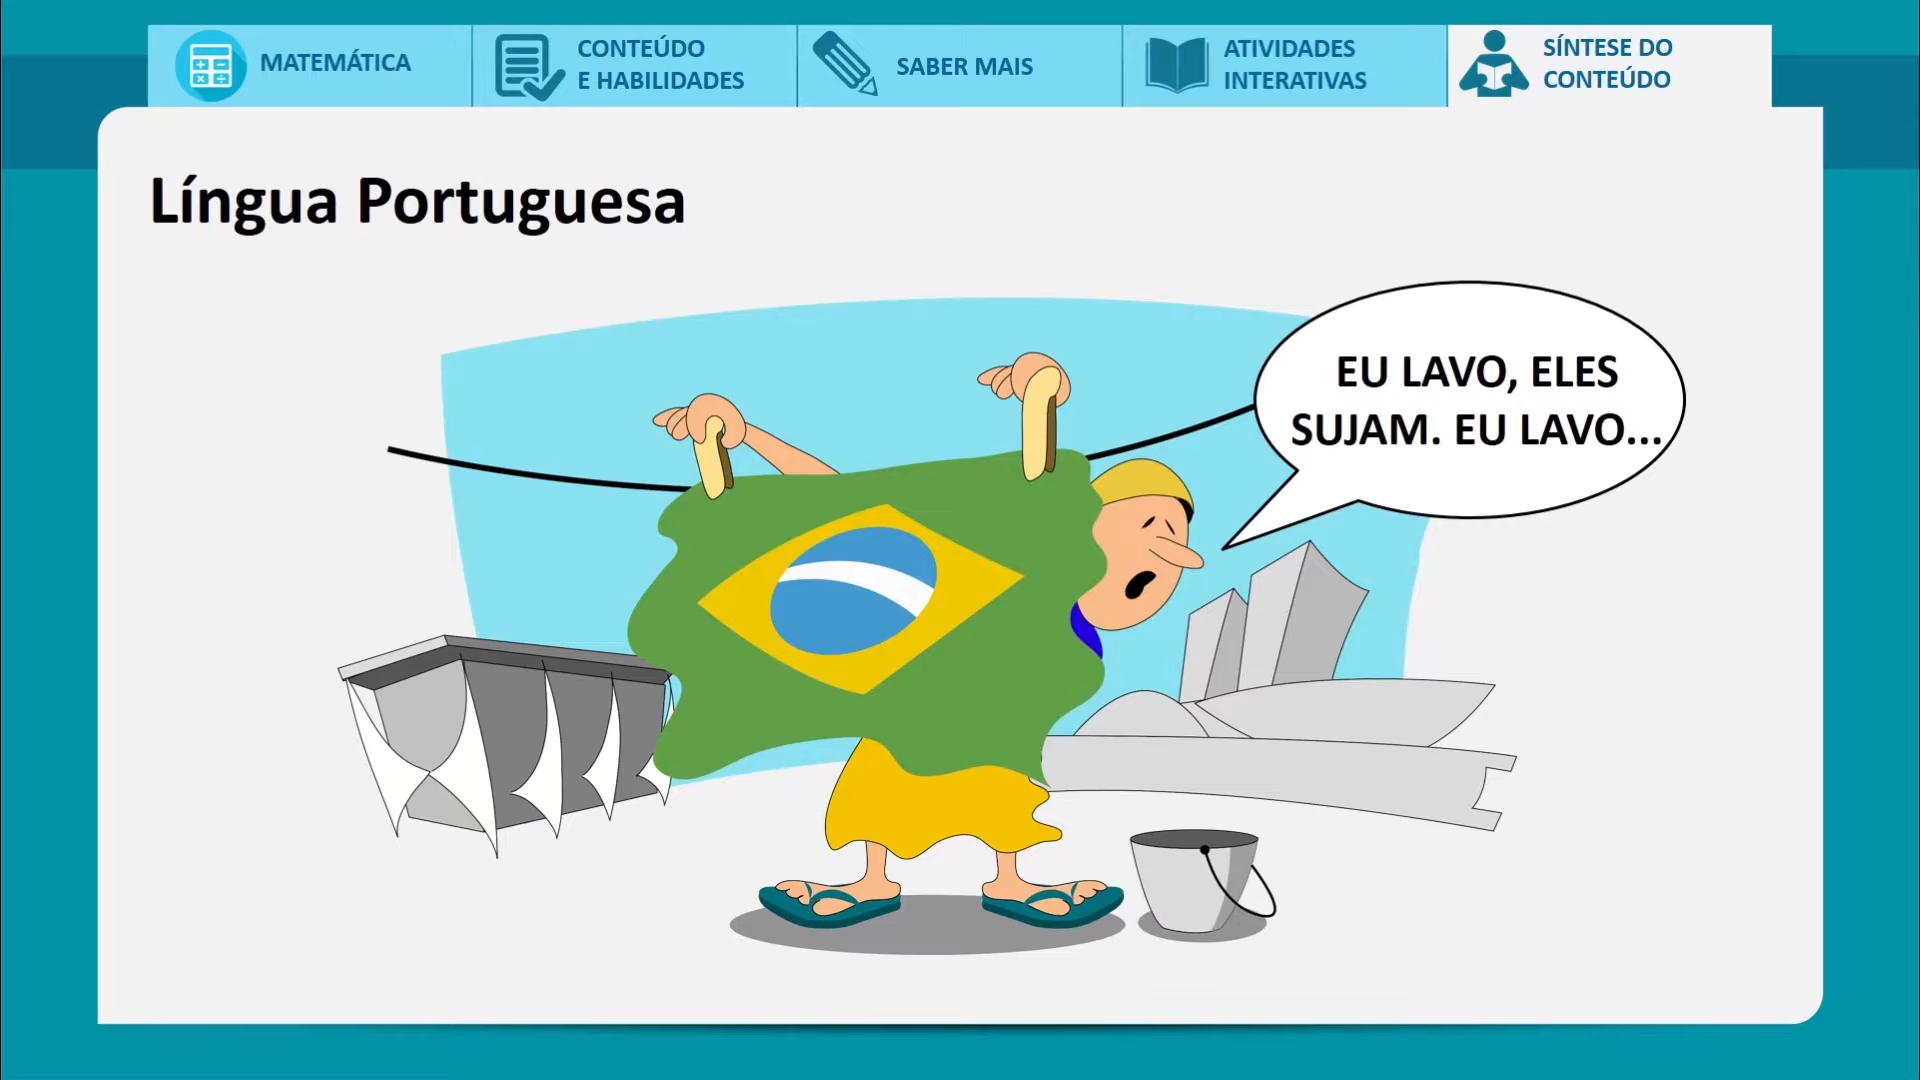 MATEMÁTICA
CONTEÚDO
E HABILIDADES
SABER MAIS
ATIVIDADES
INTERATIVAS
SÍNTESE DO
CONTEÚDO
Língua Portuguesa
EU LAVO, ELES
SUJAM. EU LAVO...